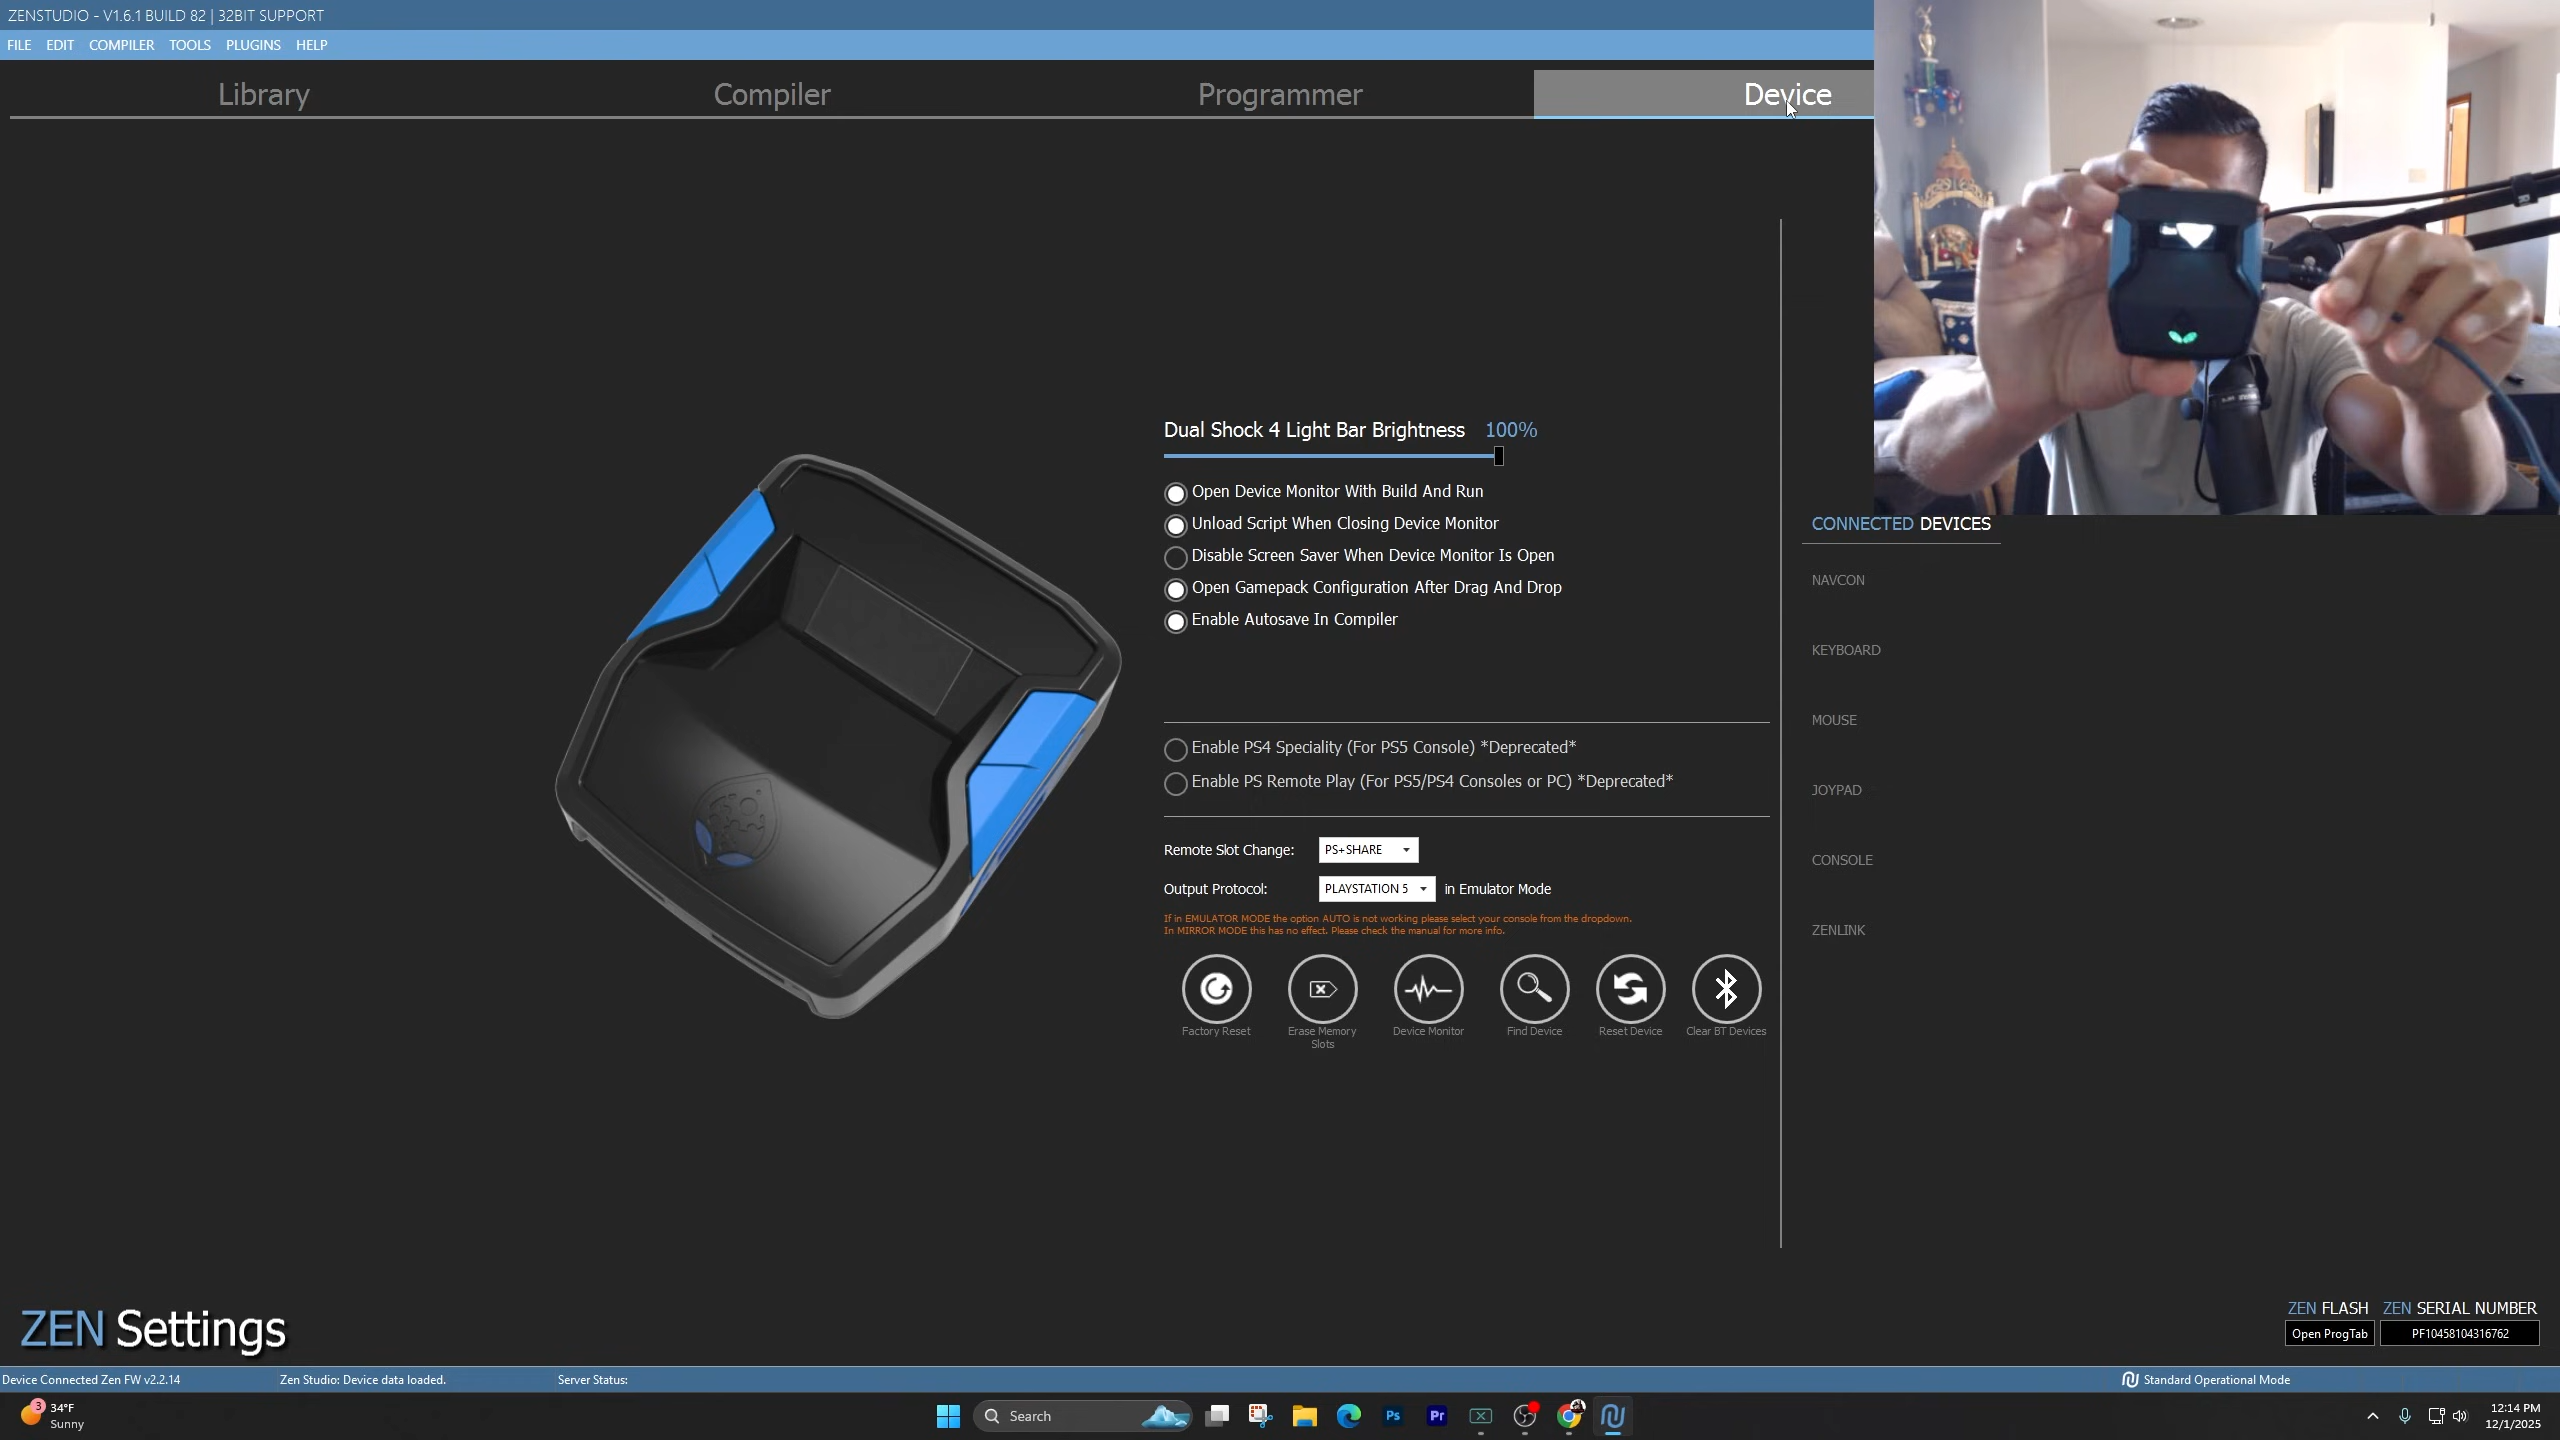 ZENSTUDIO - V1.6.1 BUILD 82 | 32BIT SUPPORT
FILE EDIT COMPILER TOOLS PLUGINS HELP
Library Compiler Programmer Device
Dual Shock 4 Light Bar Brightness 100%
Open Device Monitor With Build And Run
Unload Script When Closing Device Monitor
Disable Screen Saver When Device Monitor Is Open
Open Gamepack Configuration After Drag And Drop
Enable Autosave In Compiler
Enable PS4 Speciality (For PS5 Console) *Deprecated*
Enable PS Remote Play (For PS5/PS4 Consoles or PC) *Deprecated*
Remote Slot Change: PS+SHARE
Output Protocol: PLAYSTATION 5 in Emulator Mode
If in EMULATOR MODE the option AUTO is not working please select your console from the dropdown.
In MIRROR MODE this has no effect. Please check the manual for more info.
Factory Reset Erase Memory Device Monitor Find Device Reset Device Clear BT Devices
Slots
CONNECTED DEVICES
NAVCON
KEYBOARD
MOUSE
JOYPAD
CONSOLE
ZENLINK
ZEN Settings
ZEN FLASH ZEN SERIAL NUMBER
Open ProgTab PF10458104316762
Device Connected Zen FW v2.2.14 Zen Studio: Device data loaded. Server Status: Standard Operational Mode
3 34°F
Sunny
Search
Ps Pr
12:14 PM
12/1/2025